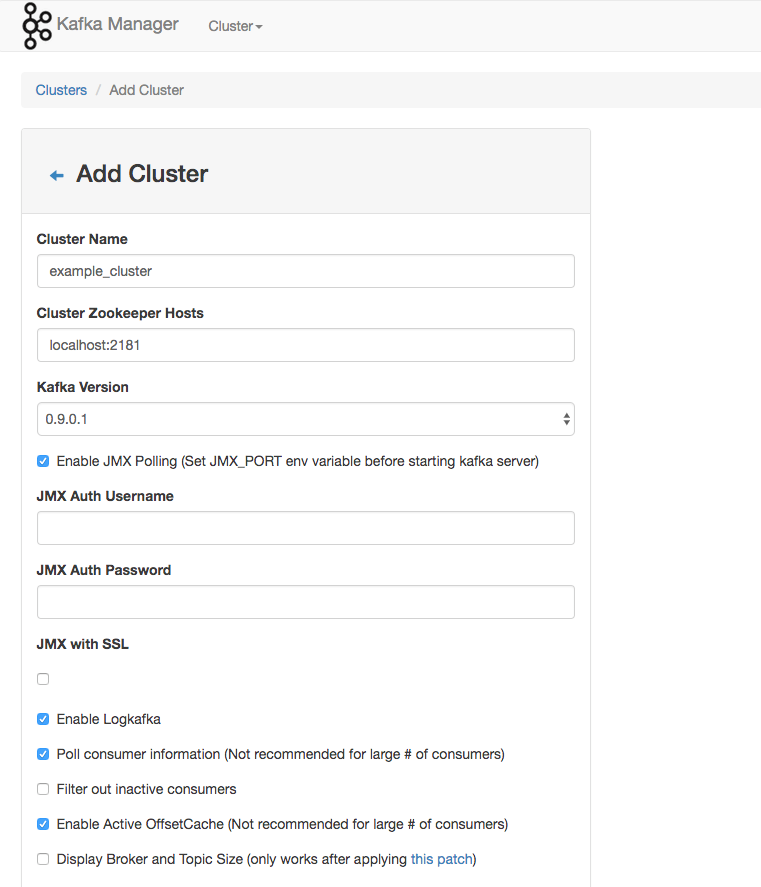 Kafka Manager Cluster
Clusters / Add Cluster
Add Cluster
Cluster Name
example_cluster
Cluster Zookeeper Hosts
localhost:2181
Kafka Version
0.9.0.1
Enable JMX Polling (Set JMX_PORT env variable before starting kafka server)
JMX Auth Username
JMX Auth Password
JMX with SSL
Enable Logkafka
Poll consumer information (Not recommended for large # of consumers)
Filter out inactive consumers
Enable Active OffsetCache (Not recommended for large # of consumers)
Display Broker and Topic Size (only works after applying this patch)